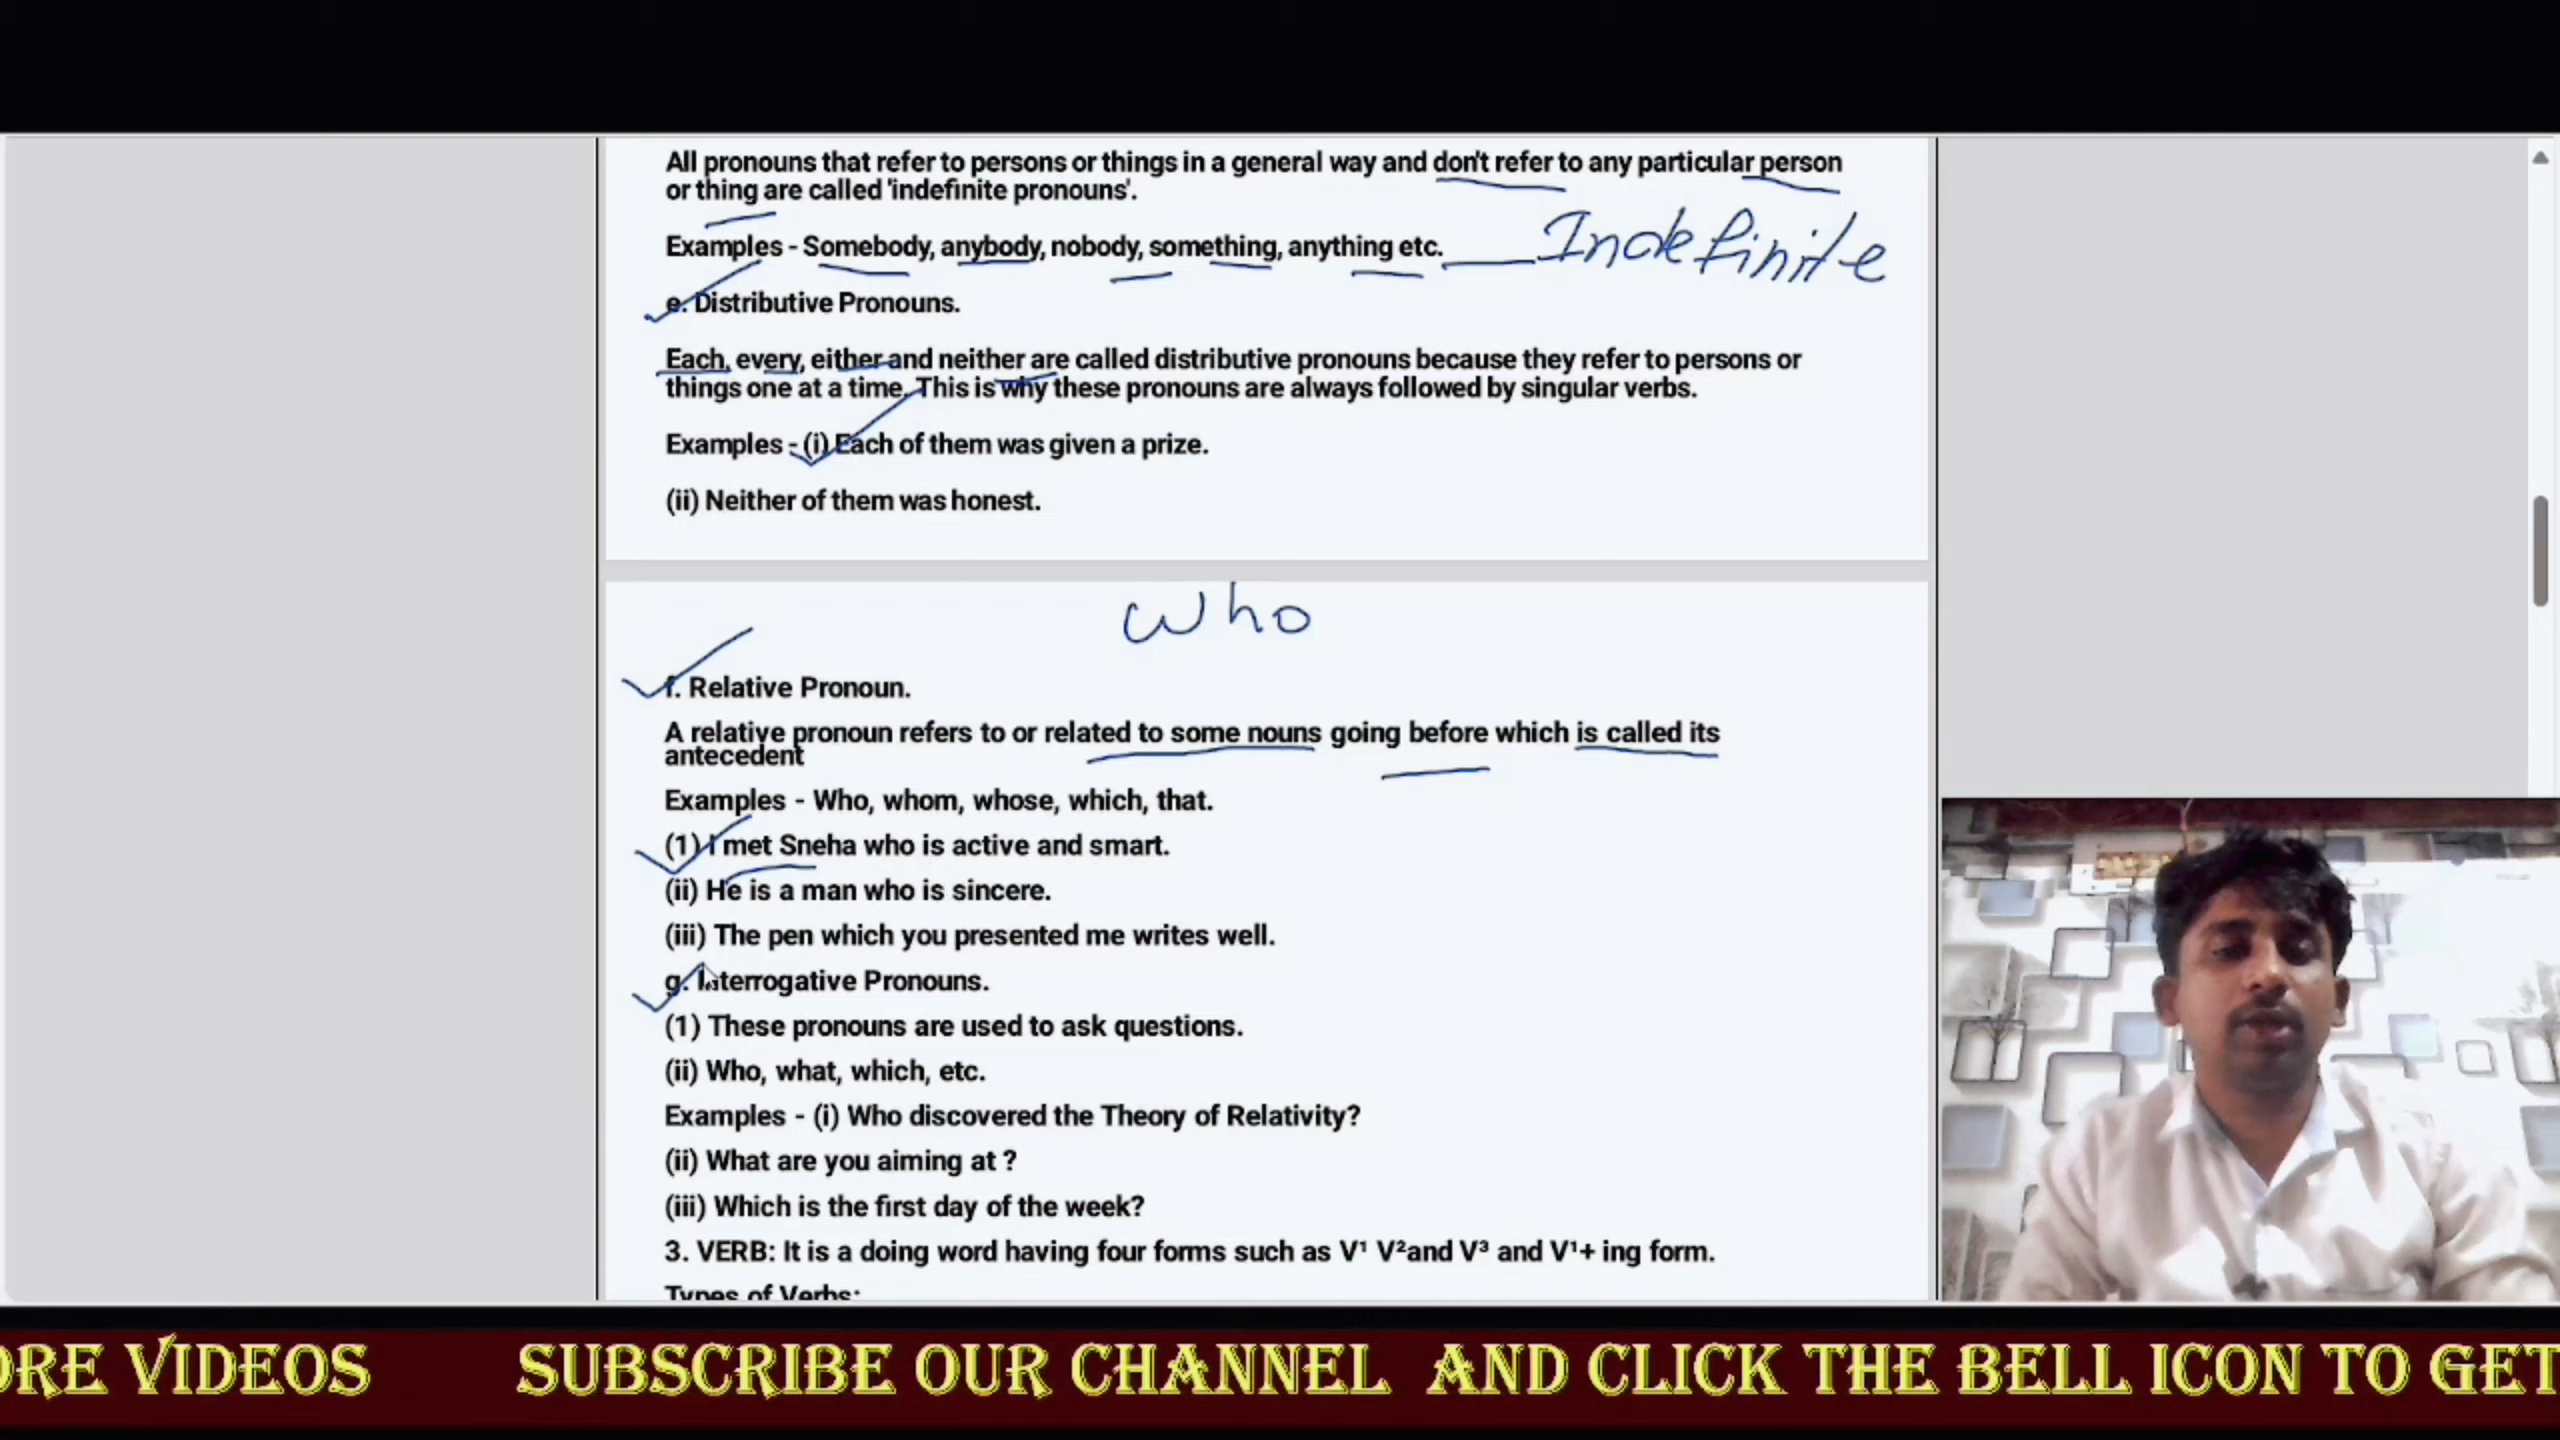 All pronouns that refer to persons or things in a general way and don't refer to any particular person
or thing are called 'indefinite pronouns'.
Examples - Somebody, anybody, nobody, something, anything etc. Indefinite
e. Distributive Pronouns.
Each, every, either and neither are called distributive pronouns because they refer to persons or
things one at a time. This is why these pronouns are always followed by singular verbs.
Examples - (i) Each of them was given a prize.
(ii) Neither of them was honest.
Who
f. Relative Pronoun.
A relative pronoun refers to or related to some nouns going before which is called its
antecedent
Examples - Who, whom, whose, which, that.
(1) I met Sneha who is active and smart.
(ii) He is a man who is sincere.
(iii) The pen which you presented me writes well.
g. Interrogative Pronouns.
(1) These pronouns are used to ask questions.
(ii) Who, what, which, etc.
Examples - (i) Who discovered the Theory of Relativity?
(ii) What are you aiming at ?
(iii) Which is the first day of the week?
3. VERB: It is a doing word having four forms such as V¹ V²and V³ and V¹+ ing form.
Types of Verbs:
ORE VIDEOS SUBSCRIBE OUR CHANNEL AND CLICK THE BELL ICON TO GET